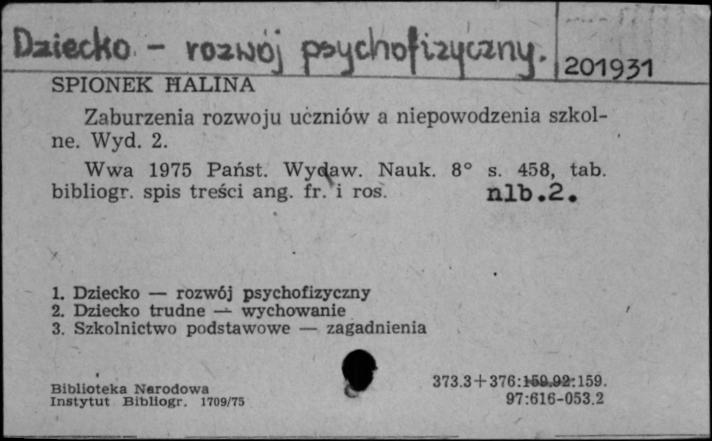 Dziecko - rozwój psychofizyczny.
201931
SPIONEK HALINA
Zaburzenia rozwoju uczniów a niepowodzenia szkol-
ne. Wyd. 2.
Wwa 1975 Państ. Wydaw. Nauk. 8° s. 458, tab.
bibliogr. spis treści ang. fr. i ros. nlb.2.
1. Dziecko — rozwój psychofizyczny
2. Dziecko trudne — wychowanie
3. Szkolnictwo podstawowe — zagadnienia
Biblioteka Narodowa
Instytut Bibliogr. 1709/75
373.3+376:159.92:159.
97:616-053.2